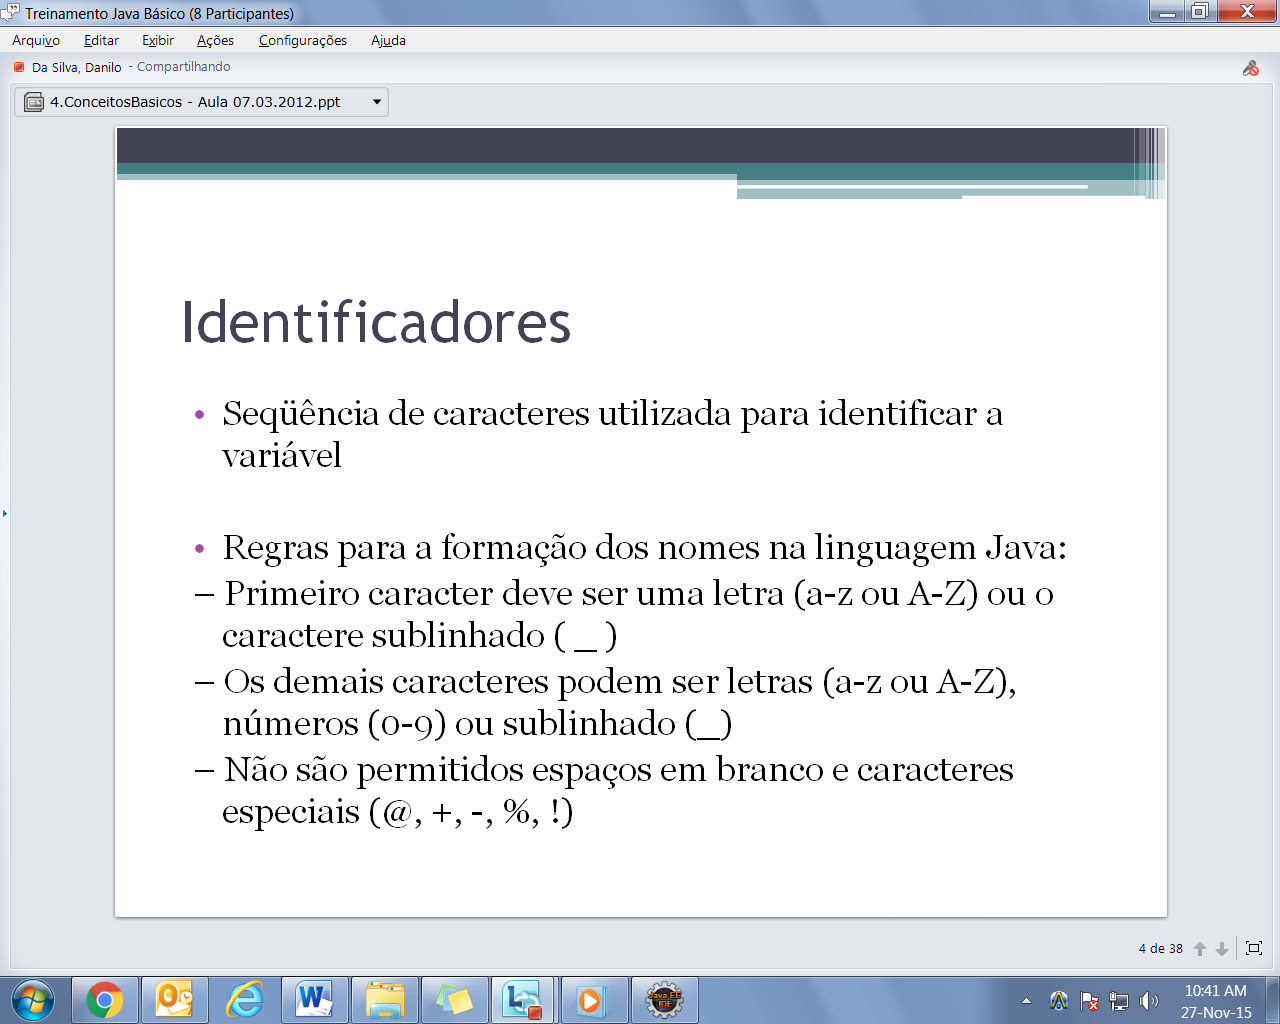 Treinamento Java Básico (8 Participantes)
Arquivo Editar Exibir Ações Configurações Ajuda
Da Silva, Danilo - Compartilhando
4.ConceitosBasicos - Aula 07.03.2012.ppt
Identificadores
• Seqüência de caracteres utilizada para identificar a
variável
• Regras para a formação dos nomes na linguagem Java:
– Primeiro caracter deve ser uma letra (a-z ou A-Z) ou o
caractere sublinhado ( _ )
– Os demais caracteres podem ser letras (a-z ou A-Z),
números (0-9) ou sublinhado (_)
– Não são permitidos espaços em branco e caracteres
especiais (@, +, -, %, !)
4 de 38
Java EE
IDE
10:41 AM
27-Nov-15